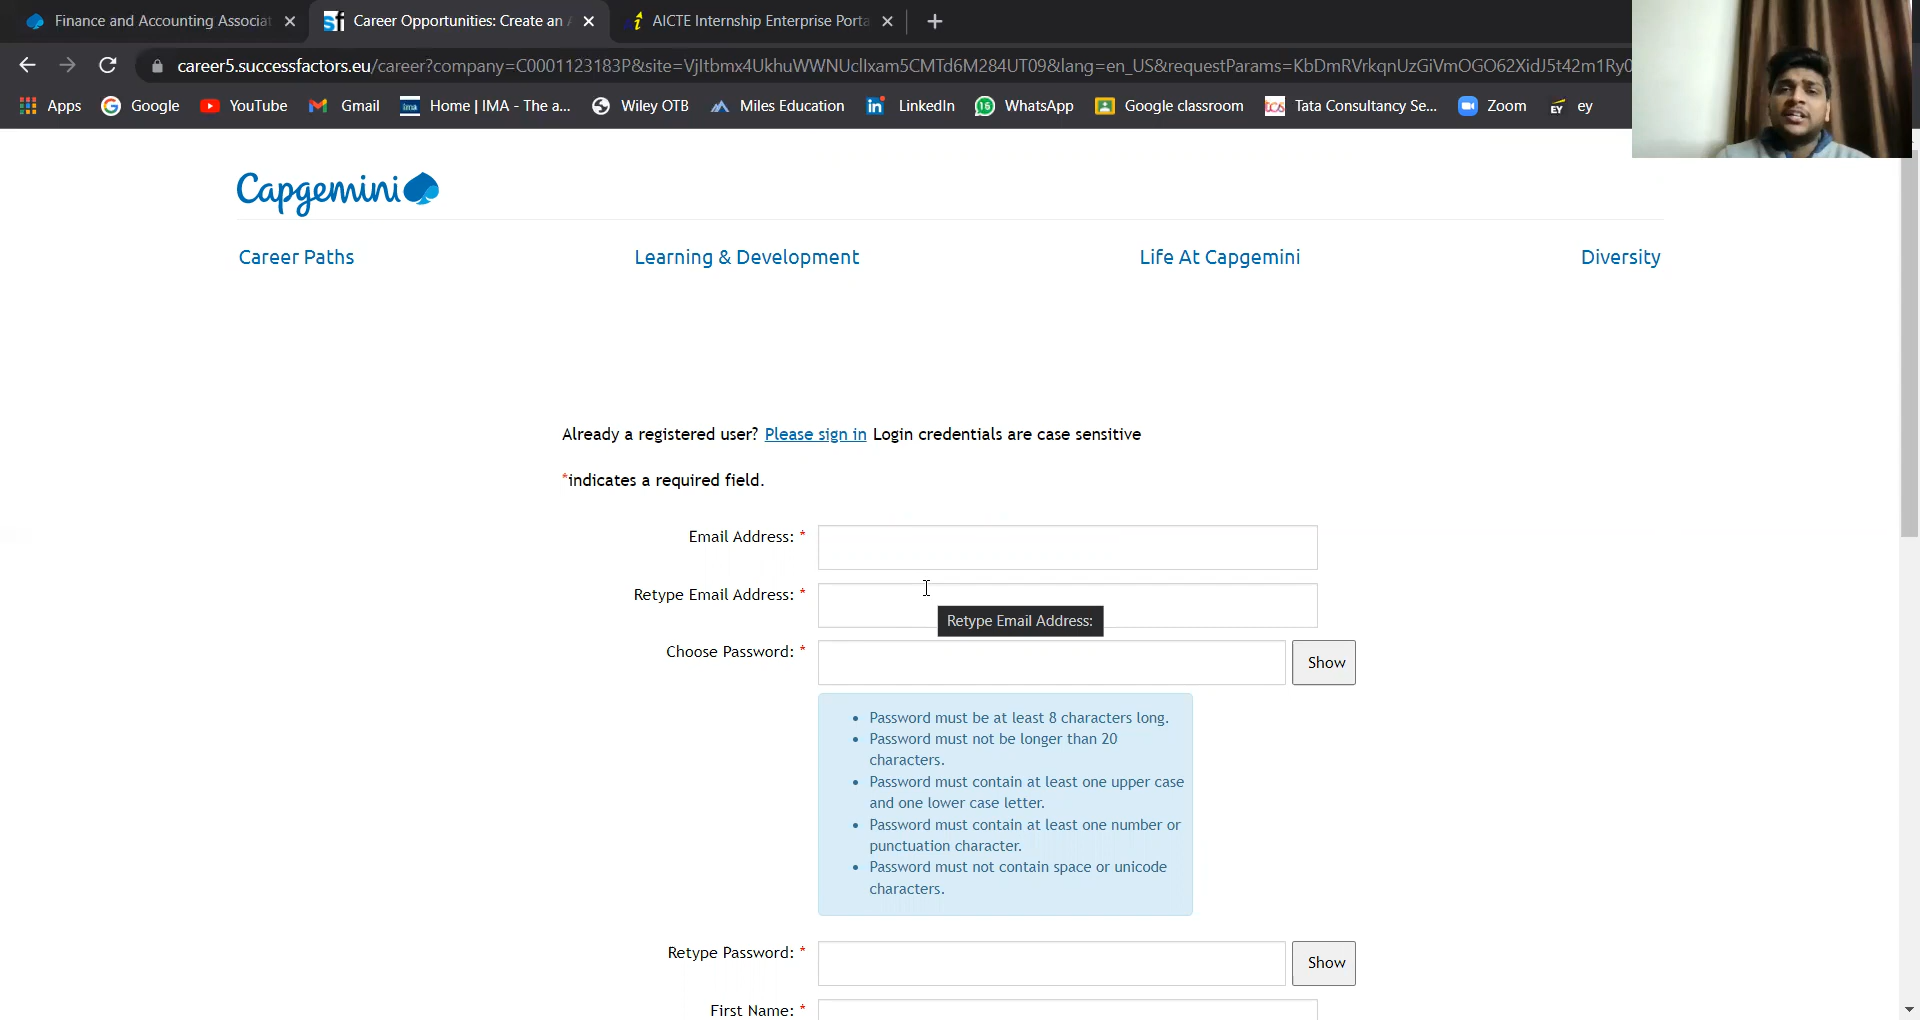 Finance and Accounting Associat
Career Opportunities: Create an A
AICTE Internship Enterprise Porta
career5.successfactors.eu/career?company=C0001123183P&site=VjItbmx4UkhuWWNUclIxam5CMTd6M284UT09&lang=en_US&requestParams=KbDmRVrkqnUzGiVmOGO62XidJ5t42m1Ry0
Apps Google YouTube Gmail Home | IMA - The a... Wiley OTB Miles Education LinkedIn WhatsApp Google classroom Tata Consultancy Se... Zoom ey
Capgemini
Career Paths Learning & Development Life At Capgemini Diversity
Already a registered user? Please sign in Login credentials are case sensitive
*indicates a required field.
Email Address: *
Retype Email Address: *
Retype Email Address:
Choose Password: * Show
• Password must be at least 8 characters long.
• Password must not be longer than 20
characters.
• Password must contain at least one upper case
and one lower case letter.
• Password must contain at least one number or
punctuation character.
• Password must not contain space or unicode
characters.
Retype Password: * Show
First Name: *